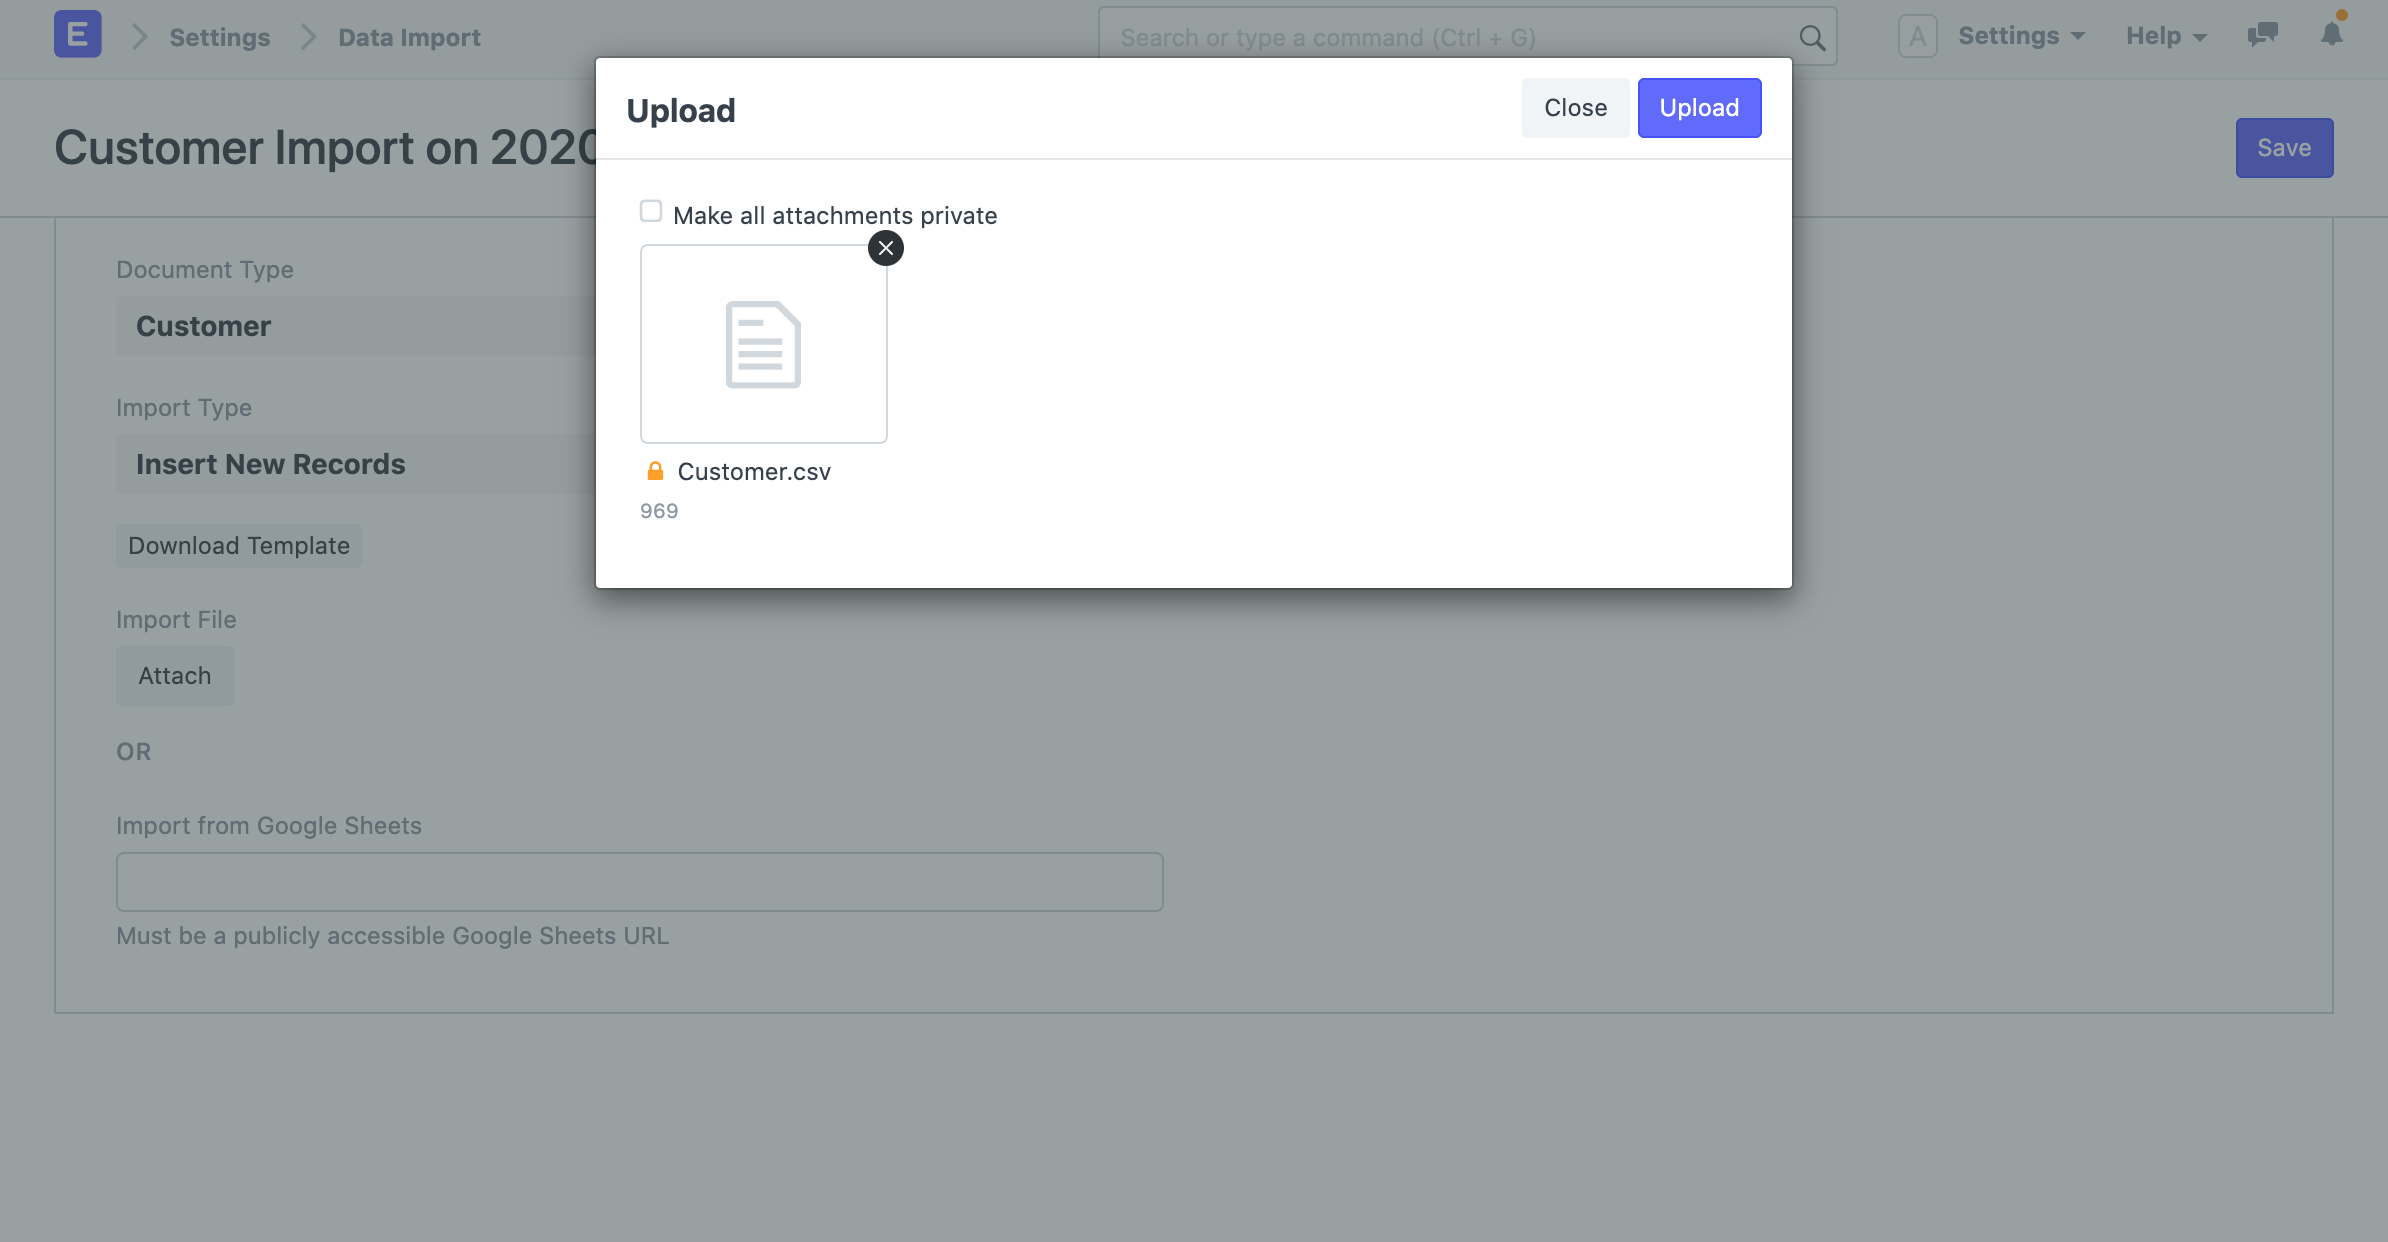 E
Settings
Data Import
Search or type a command (Ctrl + G)
A
Settings
Help
Customer Import on 2020
Save
Upload
Close
Upload
Make all attachments private
Customer.csv
969
Document Type
Customer
Import Type
Insert New Records
Download Template
Import File
Attach
OR
Import from Google Sheets
Must be a publicly accessible Google Sheets URL